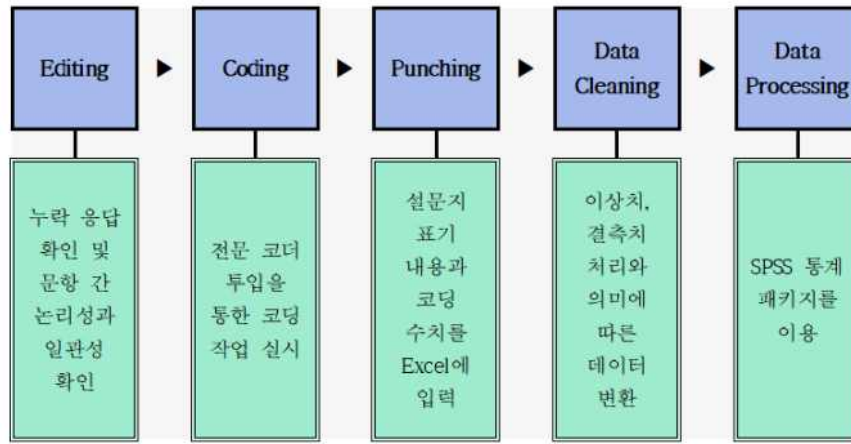 Editing
▶
Coding
▶
Punching
▶
Data
Cleaning
▶
Data
Processing
누락 응답
확인 및
문항 간
논리성과
일관성
확인
전문 코더
투입을
통한 코딩
작업 실시
설문지
표기
내용과
코딩
수치를
Excel에
입력
이상치,
결측치
처리와
의미에
따른
데이터
변환
SPSS 통계
패키지를
이용